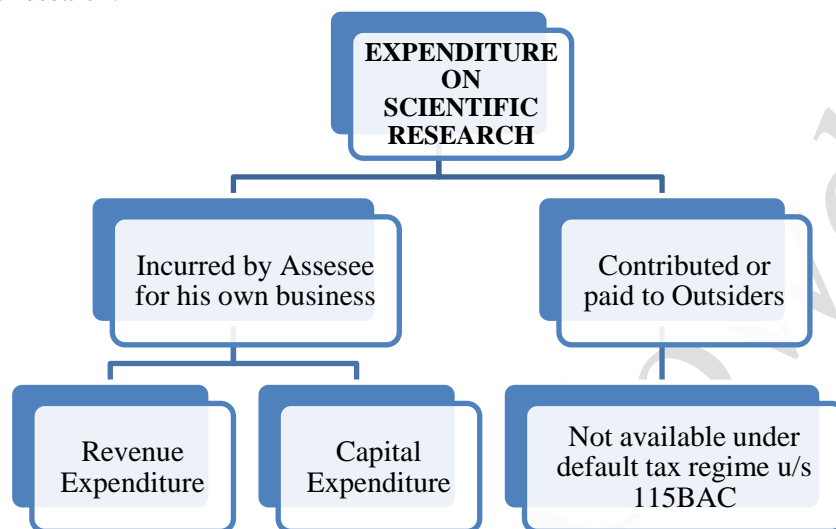 EXPENDITURE
ON
SCIENTIFIC
RESEARCH
Incurred by Assesee
for his own business
Contributed or
paid to Outsiders
Revenue
Expenditure
Capital
Expenditure
Not available under
default tax regime u/s
115BAC